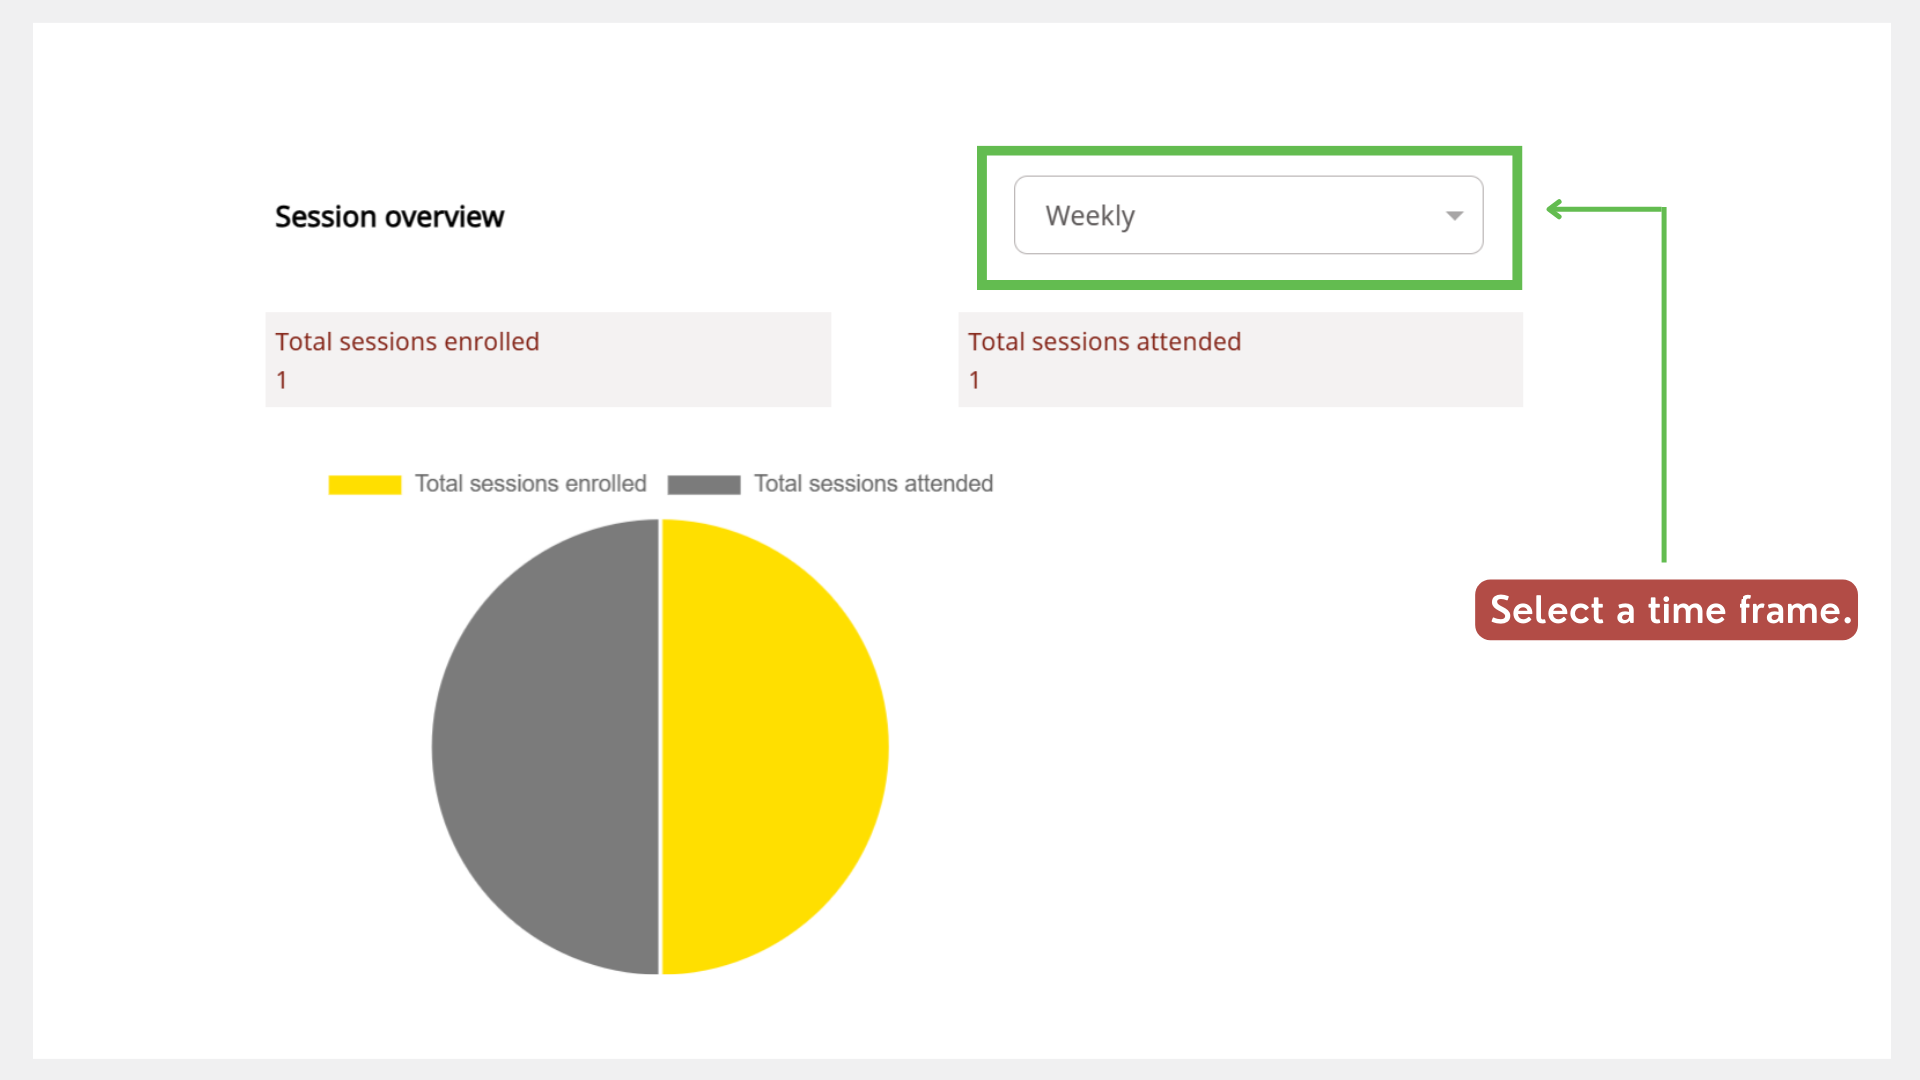 Session overview
Weekly
Total sessions enrolled
1
Total sessions attended
1
Total sessions enrolled
Total sessions attended
Select a time frame.